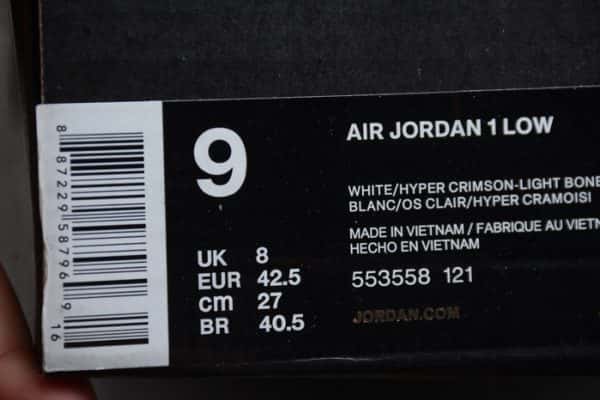 8 87229 58796 9 16
9
AIR JORDAN 1 LOW
WHITE/HYPER CRIMSON-LIGHT BONE
BLANC/OS CLAIR/HYPER CRAMOISI
MADE IN VIETNAM / FABRIQUE AU VIETN
HECHO EN VIETNAM
UK 8
EUR 42.5
cm 27
BR 40.5
553558 121
JORDAN.COM